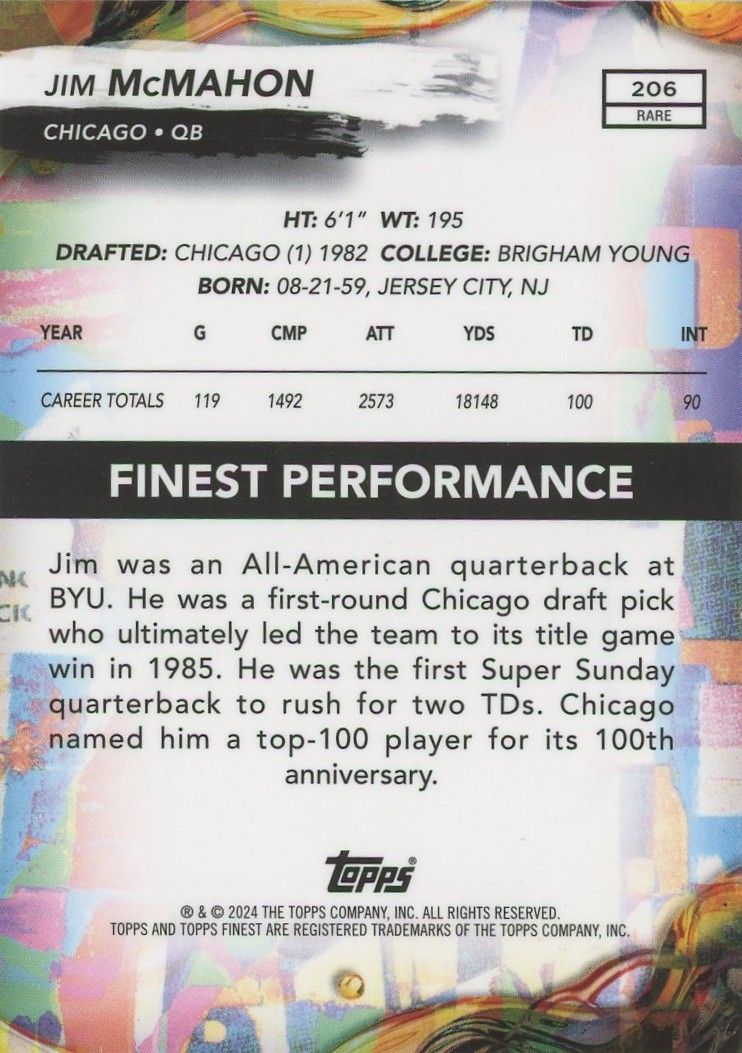 JIM McMAHON
206
RARE
CHICAGO • QB
HT: 6'1" WT: 195
DRAFTED: CHICAGO (1) 1982 COLLEGE: BRIGHAM YOUNG
BORN: 08-21-59, JERSEY CITY, NJ
YEAR G CMP ATT YDS TD INT
CAREER TOTALS 119 1492 2573 18148 100 90
FINEST PERFORMANCE
Jim was an All-American quarterback at
BYU. He was a first-round Chicago draft pick
who ultimately led the team to its title game
win in 1985. He was the first Super Sunday
quarterback to rush for two TDs. Chicago
named him a top-100 player for its 100th
anniversary.
TOPPS®
® & © 2024 THE TOPPS COMPANY, INC. ALL RIGHTS RESERVED.
TOPPS AND TOPPS FINEST ARE REGISTERED TRADEMARKS OF THE TOPPS COMPANY, INC.